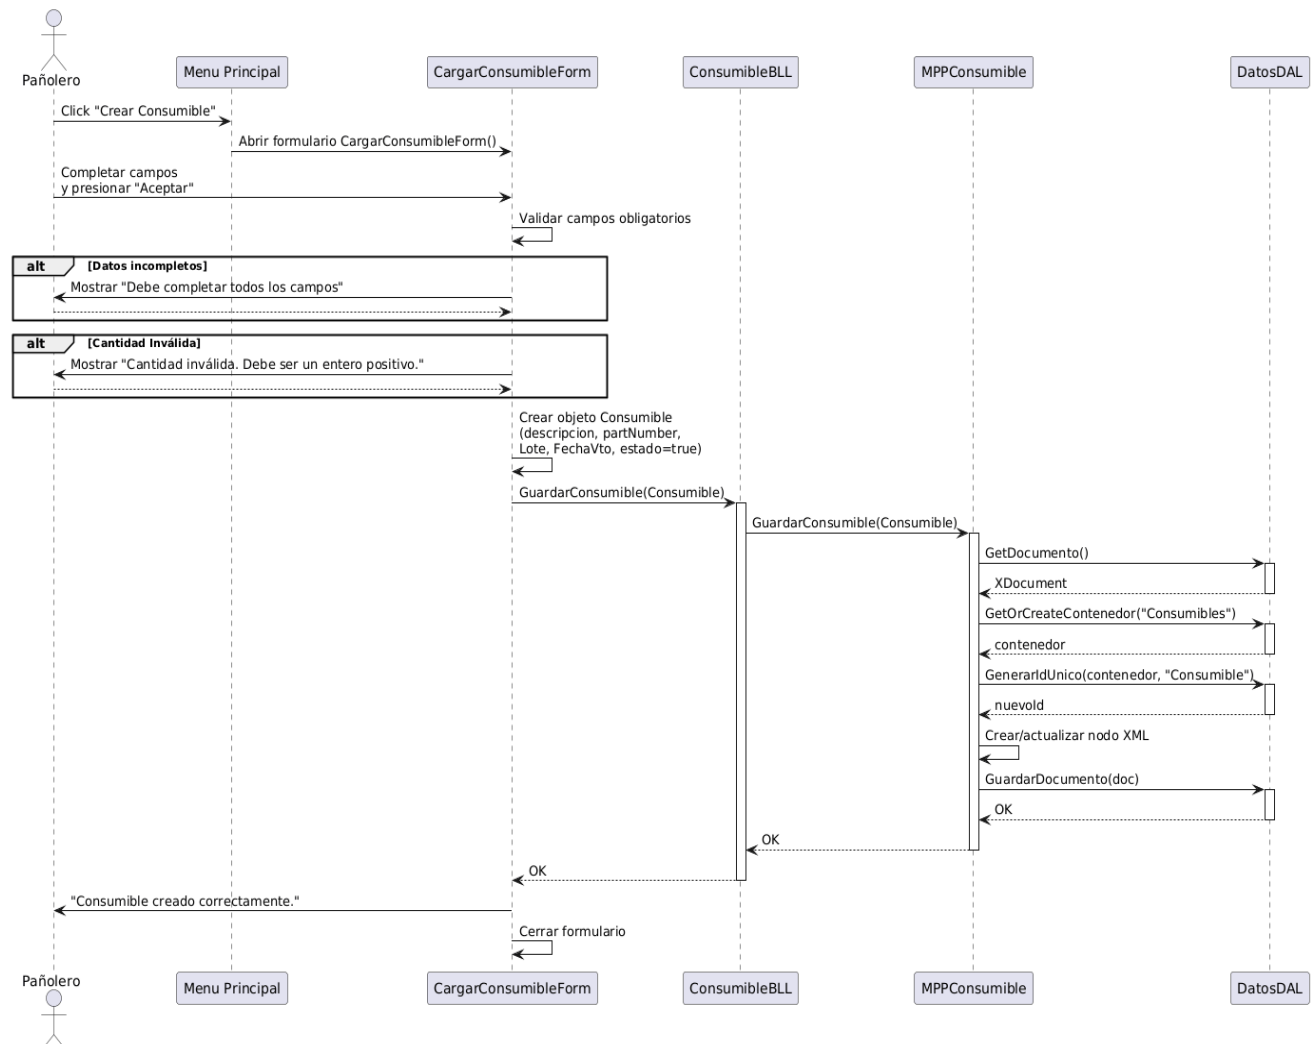 Pañolero
Menu Principal
CargarConsumibleForm
ConsumibleBLL
MPPConsumible
DatosDAL
Click "Crear Consumible"
Abrir formulario CargarConsumibleForm()
Completar campos
y presionar "Aceptar"
Validar campos obligatorios
alt
[Datos incompletos]
Mostrar "Debe completar todos los campos"
alt
[Cantidad Inválida]
Mostrar "Cantidad inválida. Debe ser un entero positivo."
Crear objeto Consumible
(descripcion, partNumber,
Lote, FechaVto, estado=true)
GuardarConsumible(Consumible)
GuardarConsumible(Consumible)
GetDocumento()
XDocument
GetOrCreateContenedor("Consumibles")
contenedor
GenerarIdUnico(contenedor, "Consumible")
nuevoId
Crear/actualizar nodo XML
GuardarDocumento(doc)
OK
OK
OK
"Consumible creado correctamente."
Cerrar formulario
Pañolero
Menu Principal
CargarConsumibleForm
ConsumibleBLL
MPPConsumible
DatosDAL